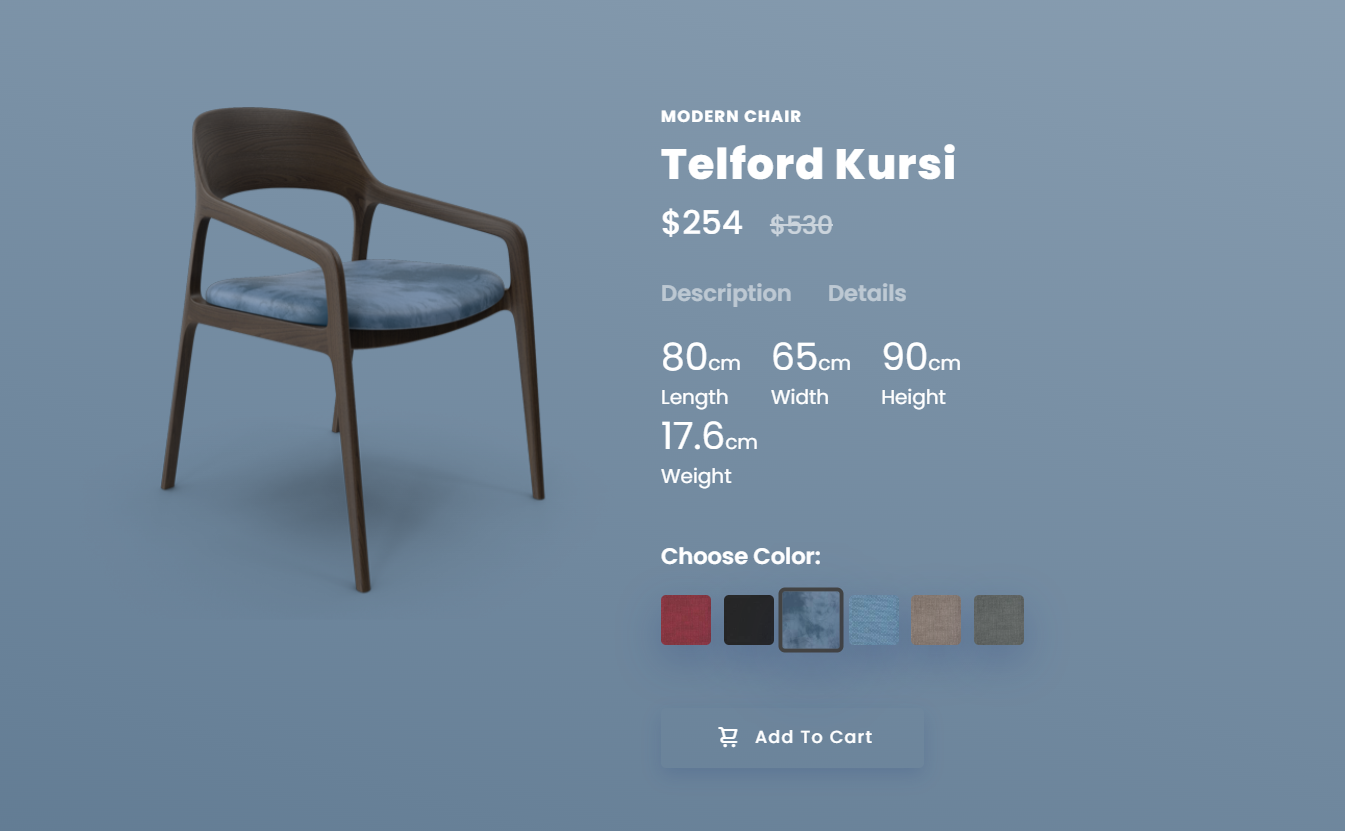 MODERN CHAIR
Telford Kursi
$254 $530
Description Details
80cm 65cm 90cm
Length Width Height
17.6cm
Weight
Choose Color:
Add To Cart